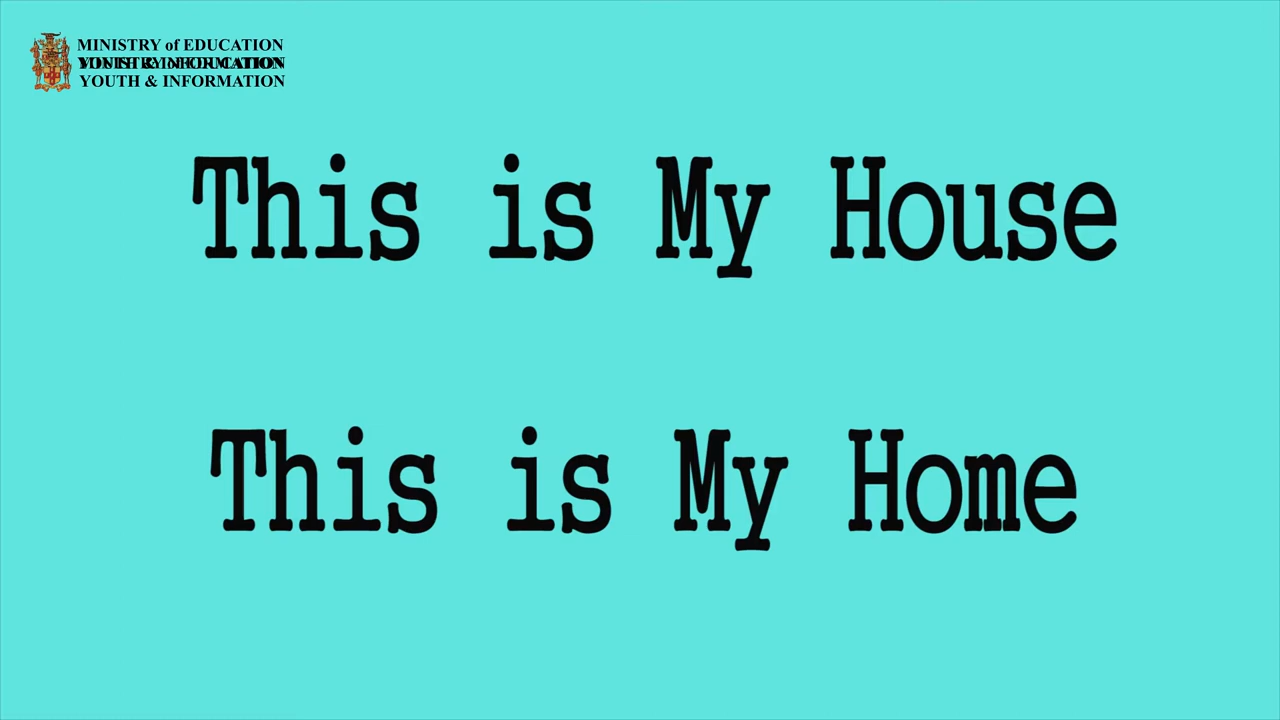 MINISTRY of EDUCATION
YOUTH & INFORMATION
This is My House
This is My Home